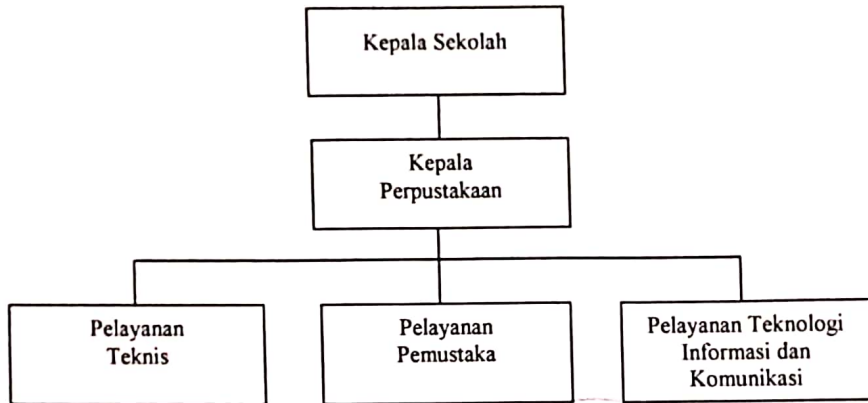 Kepala Sekolah
Kepala
Perpustakaan
Pelayanan
Teknis
Pelayanan
Pemustaka
Pelayanan Teknologi
Informasi dan
Komunikasi